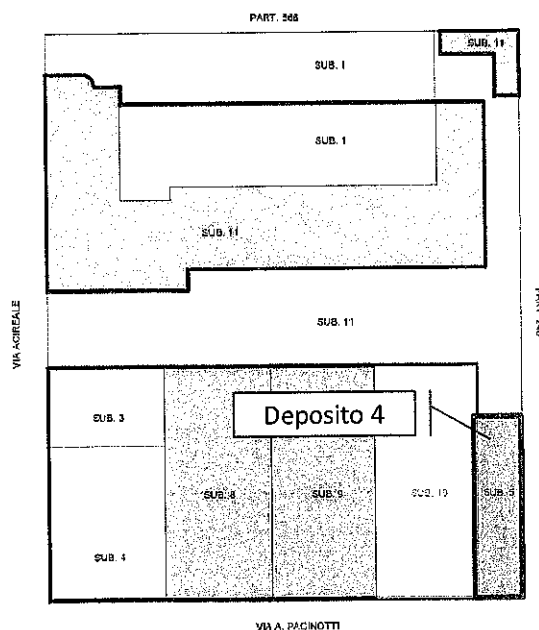 PART. 566
SUB. 11
SUB. 1
SUB. 1
SUB. 11
VIA ACIREALE
SUB. 11
SUB. 3
Deposito 4
SUB. 8
SUB. 9
SUB. 10
SUB. 5
SUB. 4
VIA A. PACINOTTI